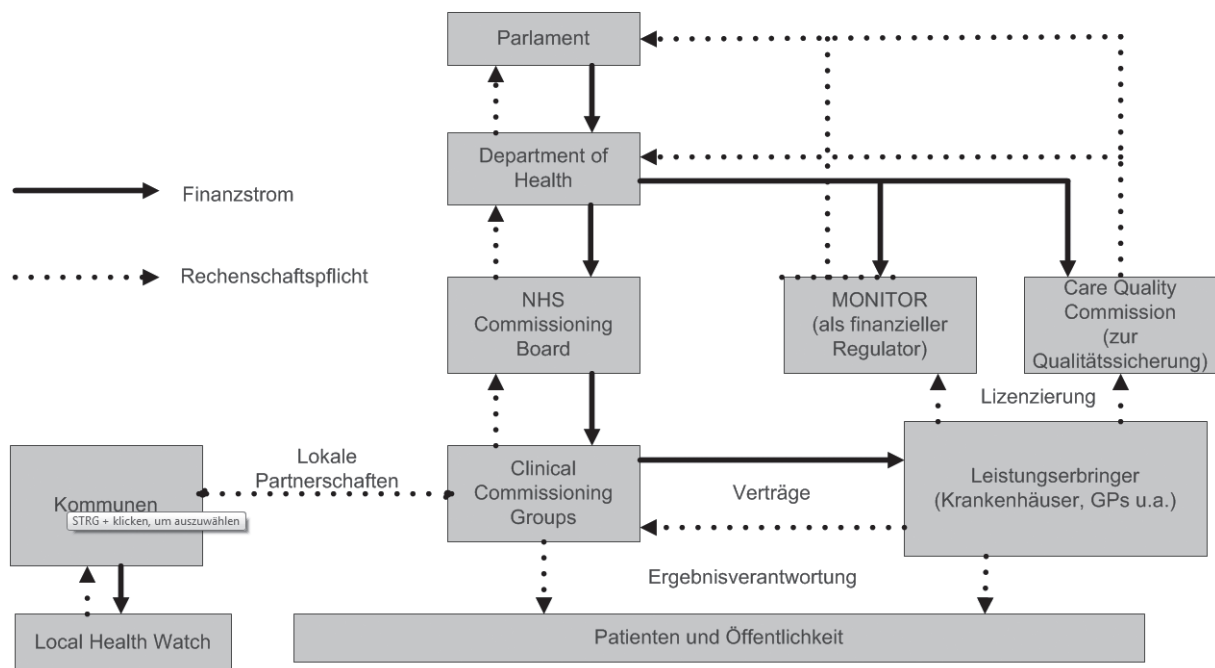 Parlament
Department of
Health
Finanzstrom
Rechenschaftspflicht
NHS
Commissioning
Board
MONITOR
(als finanzieller
Regulator)
Care Quality
Commission
(zur
Qualitätssicherung)
Lizenzierung
Lokale
Partnerschaften
Kommunen
STRG + klicken, um auszuwählen
Clinical
Commissioning
Groups
Verträge
Leistungserbringer
(Krankenhäuser, GPs u.a.)
Ergebnisverantwortung
Local Health Watch
Patienten und Öffentlichkeit